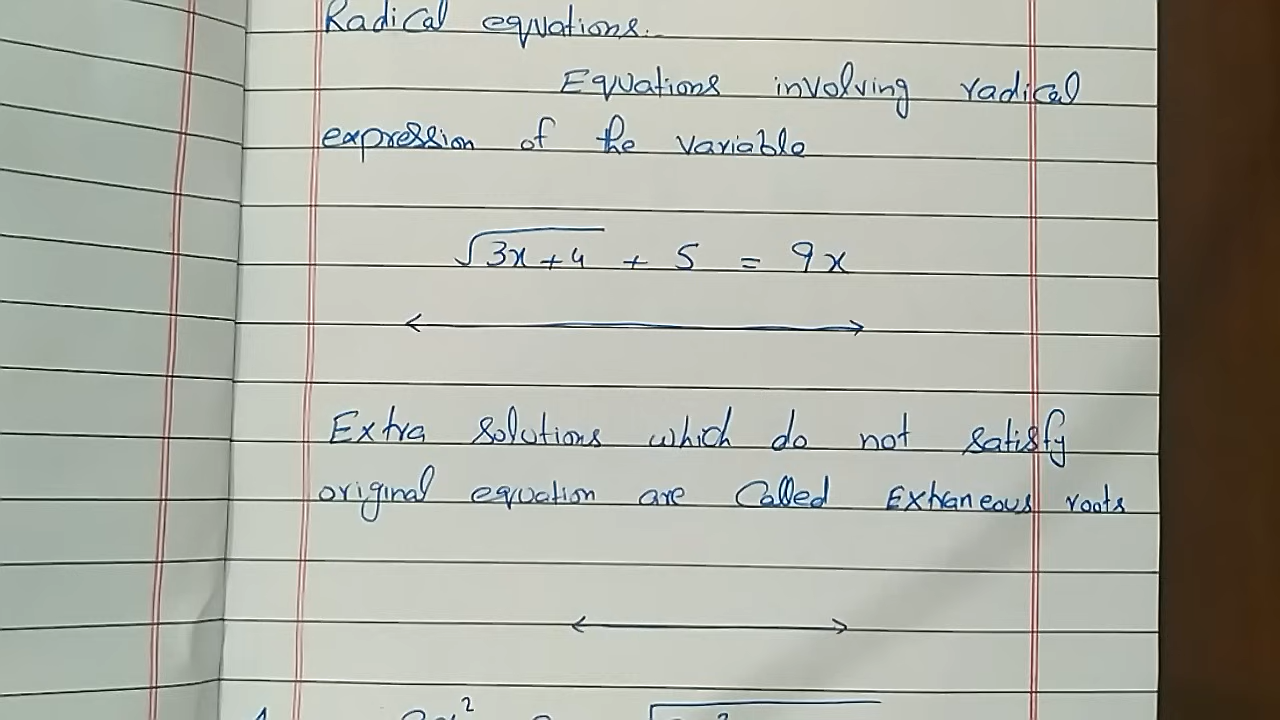 Radical equations.
Equations involving radical
expression of the variable
√3x+4 + 5 = 9x
Extra solutions which do not satisfy
original equation are called Extraneous roots